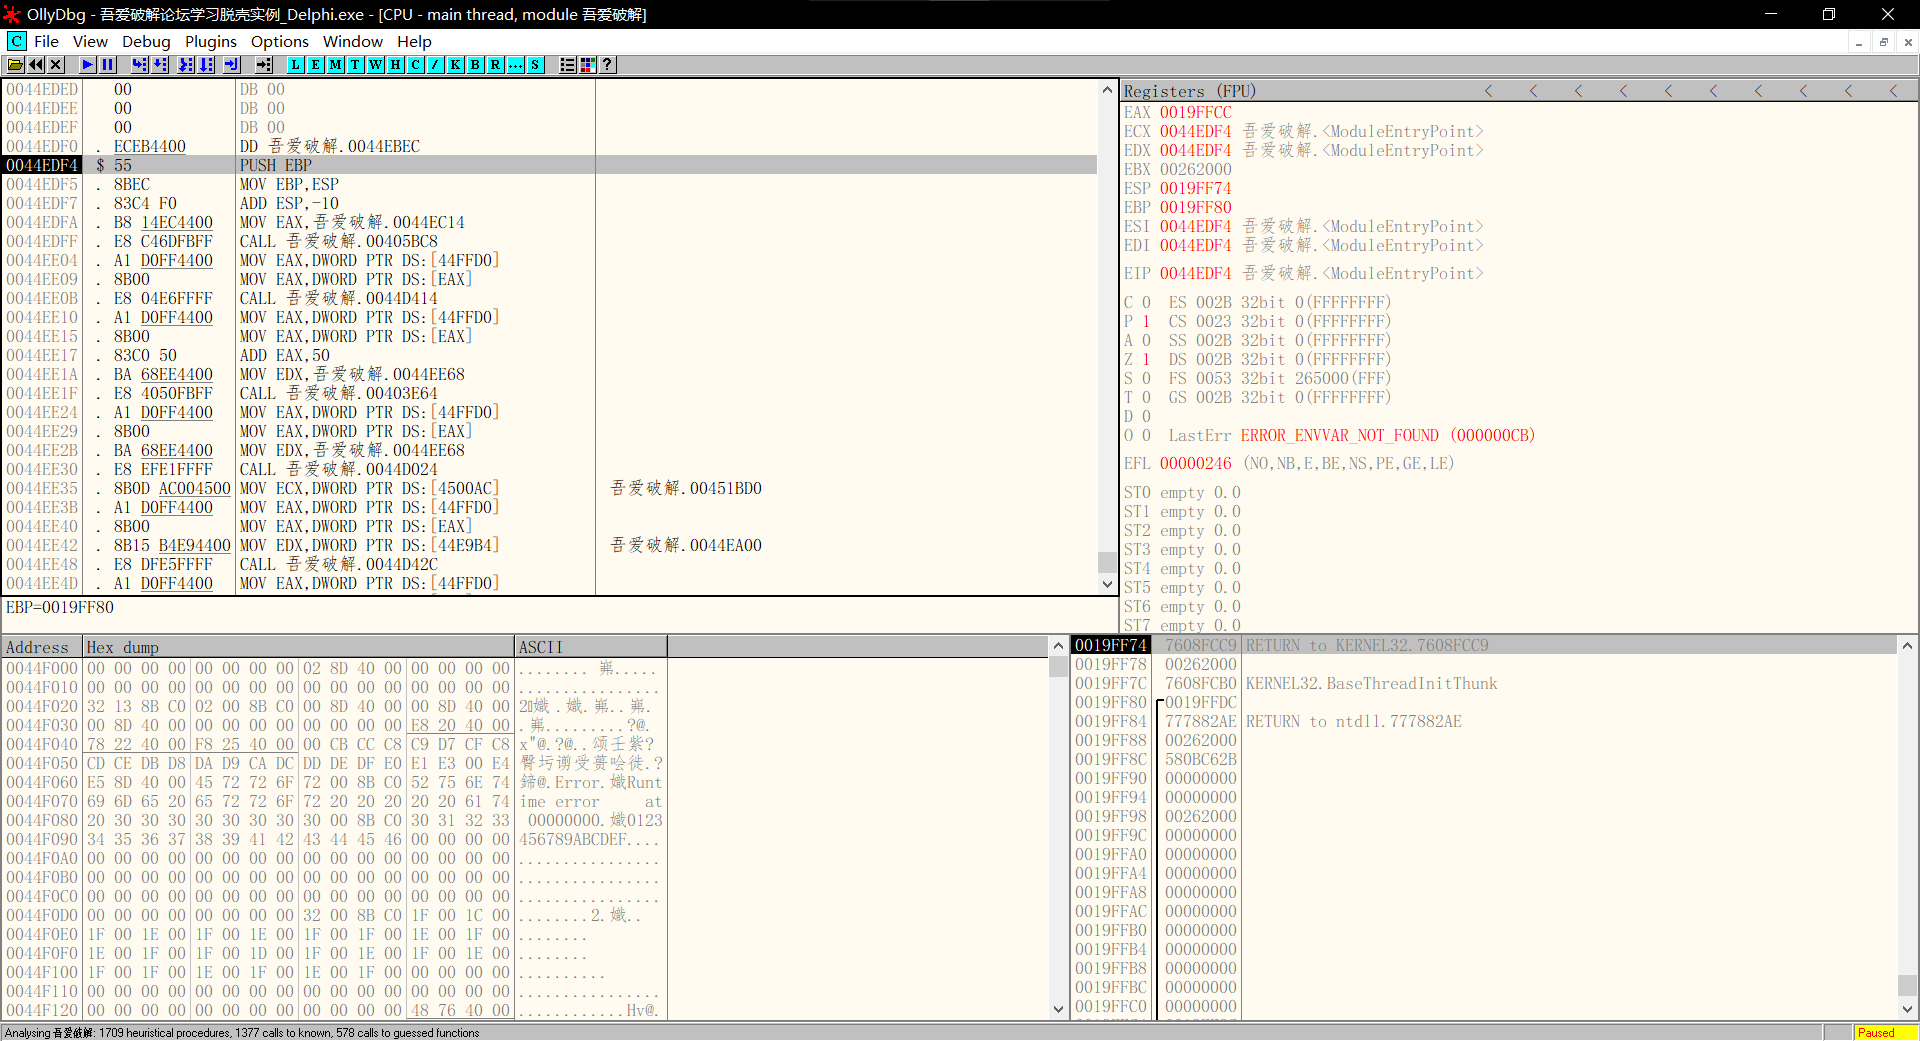 OllyDbg - 吾爱破解论坛学习脱壳实例_Delphi.exe - [CPU - main thread, module 吾爱破解]
C File View Debug Plugins Options Window Help
L E M T W H C / K B R ... S ?
0044EDED 00 DB 00
0044EDEE 00 DB 00
0044EDEF 00 DB 00
0044EDF0 . ECEB4400 DD 吾爱破解.0044EBEC
0044EDF4 $ 55 PUSH EBP
0044EDF5 . 8BEC MOV EBP,ESP
0044EDF7 . 83C4 F0 ADD ESP,-10
0044EDFA . B8 14EC4400 MOV EAX,吾爱破解.0044EC14
0044EDFF . E8 C46DFBFF CALL 吾爱破解.00405BC8
0044EE04 . A1 D0FF4400 MOV EAX,DWORD PTR DS:[44FFD0]
0044EE09 . 8B00 MOV EAX,DWORD PTR DS:[EAX]
0044EE0B . E8 04E6FFFF CALL 吾爱破解.0044D414
0044EE10 . A1 D0FF4400 MOV EAX,DWORD PTR DS:[44FFD0]
0044EE15 . 8B00 MOV EAX,DWORD PTR DS:[EAX]
0044EE17 . 83C0 50 ADD EAX,50
0044EE1A . BA 68EE4400 MOV EDX,吾爱破解.0044EE68
0044EE1F . E8 4050FBFF CALL 吾爱破解.00403E64
0044EE24 . A1 D0FF4400 MOV EAX,DWORD PTR DS:[44FFD0]
0044EE29 . 8B00 MOV EAX,DWORD PTR DS:[EAX]
0044EE2B . BA 68EE4400 MOV EDX,吾爱破解.0044EE68
0044EE30 . E8 EFE1FFFF CALL 吾爱破解.0044D024
0044EE35 . 8B0D AC004500 MOV ECX,DWORD PTR DS:[4500AC] 吾爱破解.00451BD0
0044EE3B . A1 D0FF4400 MOV EAX,DWORD PTR DS:[44FFD0]
0044EE40 . 8B00 MOV EAX,DWORD PTR DS:[EAX]
0044EE42 . 8B15 B4E94400 MOV EDX,DWORD PTR DS:[44E9B4] 吾爱破解.0044EA00
0044EE48 . E8 DFE5FFFF CALL 吾爱破解.0044D42C
0044EE4D . A1 D0FF4400 MOV EAX,DWORD PTR DS:[44FFD0]
EBP=0019FF80
Registers (FPU) < < < < < < < < < <
EAX 0019FFCC
ECX 0044EDF4 吾爱破解.<ModuleEntryPoint>
EDX 0044EDF4 吾爱破解.<ModuleEntryPoint>
EBX 00262000
ESP 0019FF74
EBP 0019FF80
ESI 0044EDF4 吾爱破解.<ModuleEntryPoint>
EDI 0044EDF4 吾爱破解.<ModuleEntryPoint>
EIP 0044EDF4 吾爱破解.<ModuleEntryPoint>
C 0 ES 002B 32bit 0(FFFFFFFF)
P 1 CS 0023 32bit 0(FFFFFFFF)
A 0 SS 002B 32bit 0(FFFFFFFF)
Z 1 DS 002B 32bit 0(FFFFFFFF)
S 0 FS 0053 32bit 265000(FFF)
T 0 GS 002B 32bit 0(FFFFFFFF)
D 0
O 0 LastErr ERROR_ENVVAR_NOT_FOUND (000000CB)
EFL 00000246 (NO,NB,E,BE,NS,PE,GE,LE)
ST0 empty 0.0
ST1 empty 0.0
ST2 empty 0.0
ST3 empty 0.0
ST4 empty 0.0
ST5 empty 0.0
ST6 empty 0.0
ST7 empty 0.0
Address Hex dump ASCII
0044F000 00 00 00 00 00 00 00 00 02 8D 40 00 00 00 00 00 ........ .....
0044F010 00 00 00 00 00 00 00 00 00 00 00 00 00 00 00 00 ................
0044F020 32 13 8B C0 02 00 8B C0 00 8D 40 00 00 8D 40 00
0044F030 00 8D 40 00 00 00 00 00 00 00 00 00 E8 20 40 00
0044F040 78 22 40 00 F8 25 40 00 00 CB CC C8 C9 D7 CF C8 x"@.?@..颂壬紫?
0044F050 CD CE DB D8 DA D9 CA DC DD DE DF E0 E1 E3 00 E4
0044F060 E5 8D 40 00 45 72 72 6F 72 00 8B C0 52 75 6E 74 @.Error.Runt
0044F070 69 6D 65 20 65 72 72 6F 72 20 20 20 20 20 61 74 ime error at
0044F080 20 30 30 30 30 30 30 30 30 00 8B C0 30 31 32 33 00000000.0123
0044F090 34 35 36 37 38 39 41 42 43 44 45 46 00 00 00 00 456789ABCDEF....
0044F0A0 00 00 00 00 00 00 00 00 00 00 00 00 00 00 00 00 ................
0044F0B0 00 00 00 00 00 00 00 00 00 00 00 00 00 00 00 00 ................
0044F0C0 00 00 00 00 00 00 00 00 00 00 00 00 00 00 00 00 ................
0044F0D0 00 00 00 00 00 00 00 00 32 00 8B C0 1F 00 1C 00 ........2...
0044F0E0 1F 00 1E 00 1F 00 1E 00 1F 00 1F 00 1E 00 1F 00 ........
0044F0F0 1E 00 1F 00 1F 00 1D 00 1F 00 1E 00 1F 00 1E 00 ........
0044F100 1F 00 1F 00 1E 00 1F 00 1E 00 1F 00 00 00 00 00 ..........
0044F110 00 00 00 00 00 00 00 00 00 00 00 00 00 00 00 00 ................
0044F120 00 00 00 00 00 00 00 00 00 00 00 00 48 76 40 00 ............Hv@.
0019FF74 7608FCC9 RETURN to KERNEL32.7608FCC9
0019FF78 00262000
0019FF7C 7608FCB0 KERNEL32.BaseThreadInitThunk
0019FF80 0019FFDC
0019FF84 777882AE RETURN to ntdll.777882AE
0019FF88 00262000
0019FF8C 580BC62B
0019FF90 00000000
0019FF94 00000000
0019FF98 00262000
0019FF9C 00000000
0019FFA0 00000000
0019FFA4 00000000
0019FFA8 00000000
0019FFAC 00000000
0019FFB0 00000000
0019FFB4 00000000
0019FFB8 00000000
0019FFBC 00000000
0019FFC0 00000000
Analysing 吾爱破解: 1709 heuristical procedures, 1377 calls to known, 578 calls to guessed functions
Paused